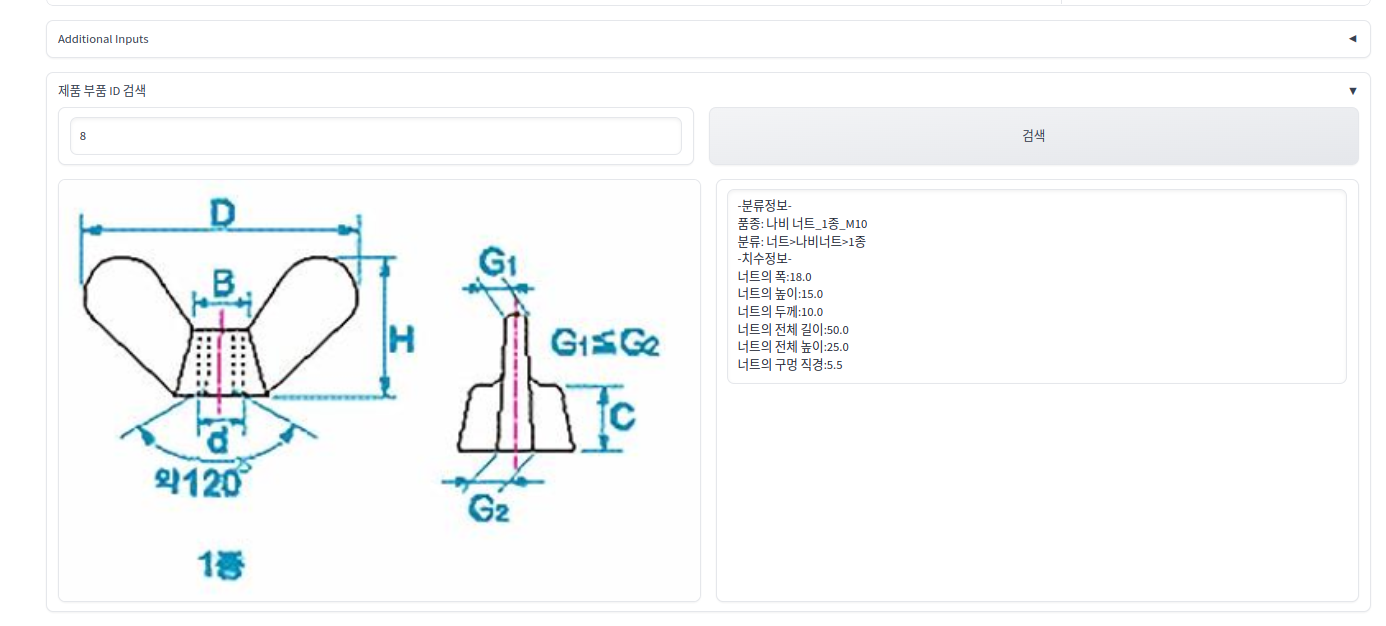 Additional Inputs
제품 부품 ID 검색
8
검색
D
B
H
d
약120°
1종
G1
G1≦G2
C
G2
-분류정보-
품종: 나비 너트_1종_M10
분류: 너트>나비너트>1종
-치수정보-
너트의 폭:18.0
너트의 높이:15.0
너트의 두께:10.0
너트의 전체 길이:50.0
너트의 전체 높이:25.0
너트의 구멍 직경:5.5